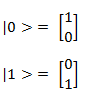 |0 > = [1 0]
|1 > = [0 1]